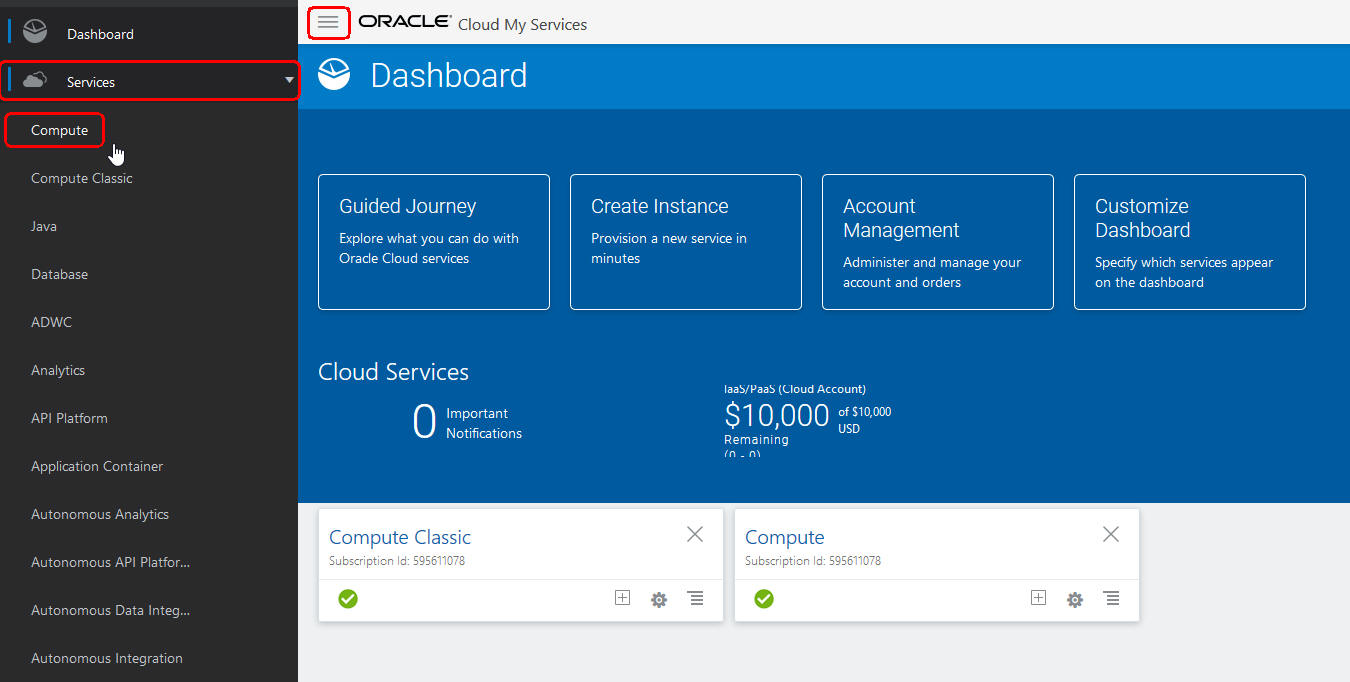 Dashboard
Services
Compute
Compute Classic
Java
Database
ADWC
Analytics
API Platform
Application Container
Autonomous Analytics
Autonomous API Platfor...
Autonomous Data Integ...
Autonomous Integration
ORACLE® Cloud My Services
Dashboard
Guided Journey
Explore what you can do with
Oracle Cloud services
Create Instance
Provision a new service in
minutes
Account
Management
Administer and manage your
account and orders
Customize
Dashboard
Specify which services appear
on the dashboard
Cloud Services
0 Important
Notifications
IaaS/PaaS (Cloud Account)
$10,000 of $10,000
USD
Remaining
(0 - 0)
Compute Classic
Subscription Id: 595611078
Compute
Subscription Id: 595611078